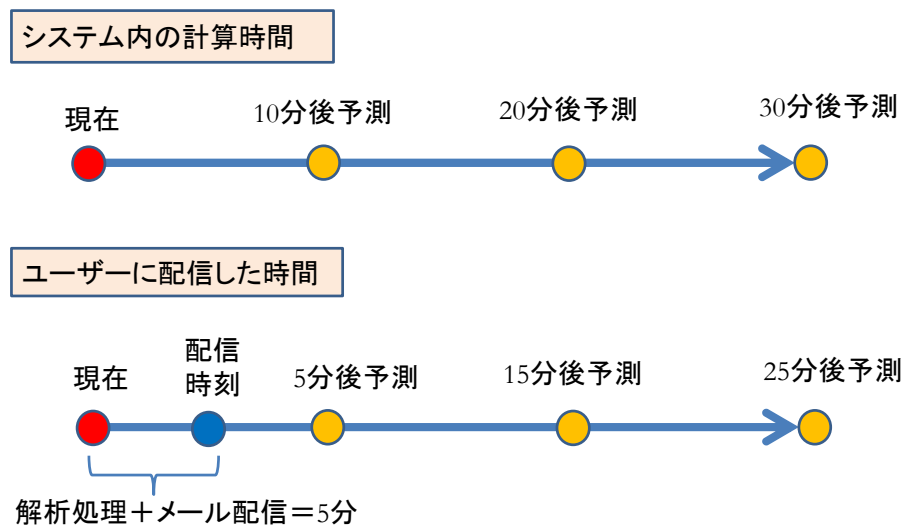 システム内の計算時間
現在
10分後予測
20分後予測
30分後予測
ユーザーに配信した時間
現在
配信
時刻
5分後予測
15分後予測
25分後予測
解析処理＋メール配信＝5分